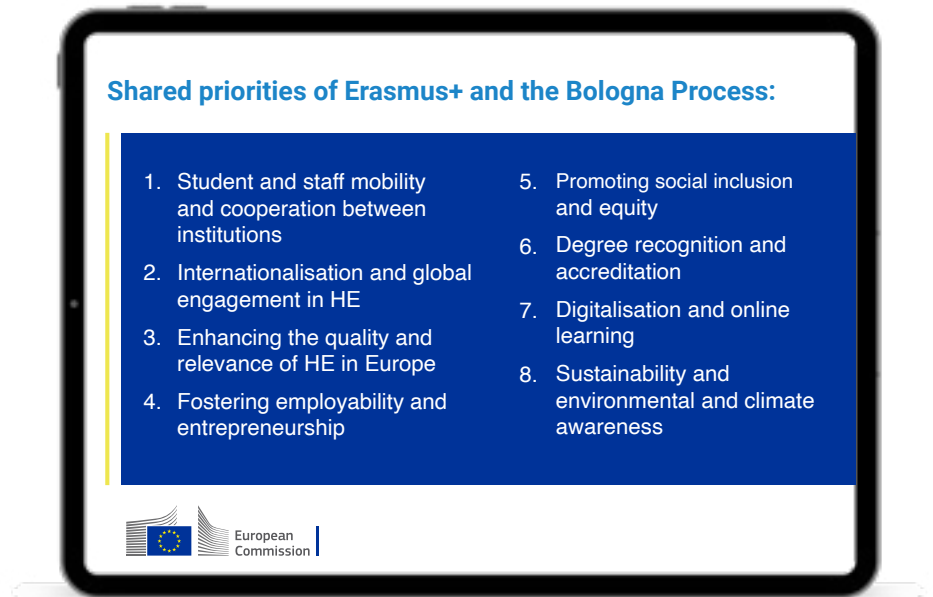 Shared priorities of Erasmus+ and the Bologna Process:
1. Student and staff mobility
and cooperation between
institutions
2. Internationalisation and global
engagement in HE
3. Enhancing the quality and
relevance of HE in Europe
4. Fostering employability and
entrepreneurship
5. Promoting social inclusion
and equity
6. Degree recognition and
accreditation
7. Digitalisation and online
learning
8. Sustainability and
environmental and climate
awareness
European
Commission